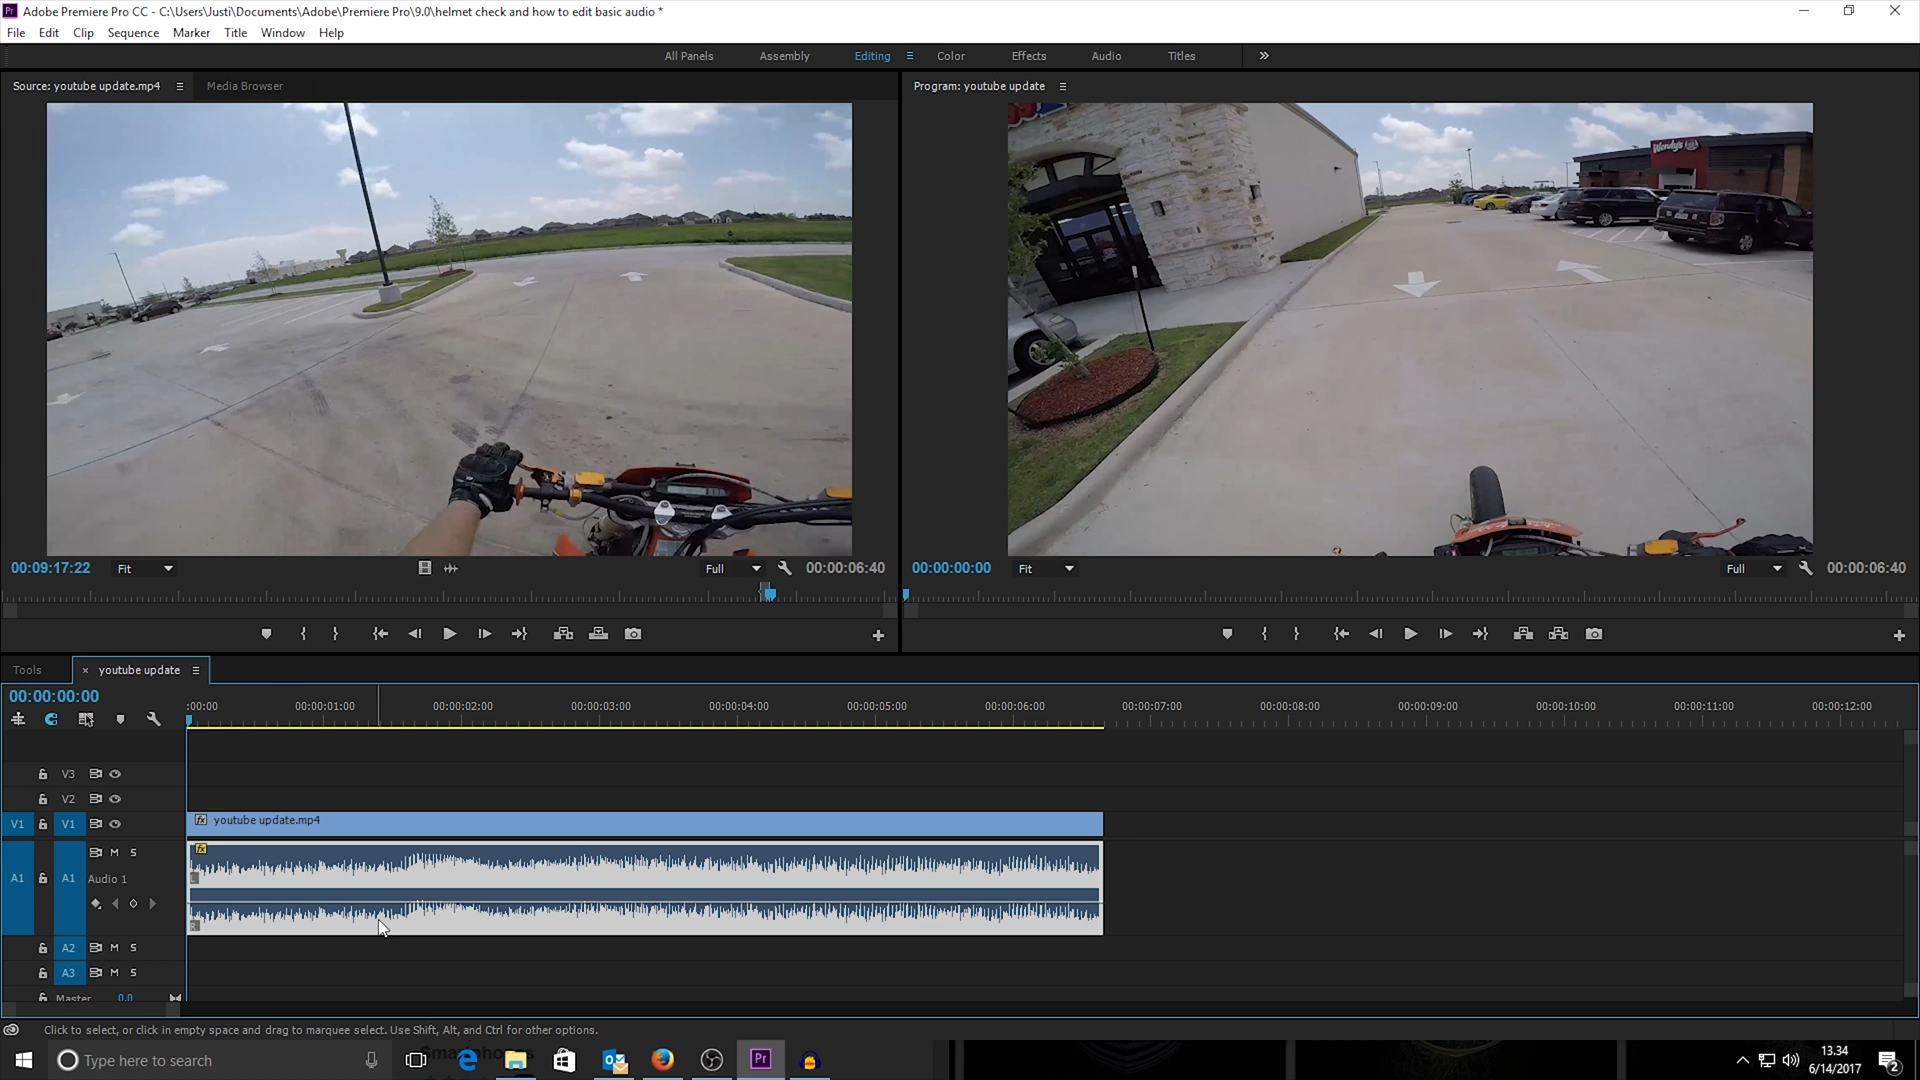 Adobe Premiere Pro CC - C:\Users\Justi\Documents\Adobe\Premiere Pro\9.0\helmet check and how to edit basic audio *
File Edit Clip Sequence Marker Title Window Help
All Panels Assembly Editing Color Effects Audio Titles
Source: youtube update.mp4 Media Browser
Program: youtube update
Wendy's
00:09:17:22 Fit Full 00:00:06:40
00:00:00:00 Fit Full 00:00:06:40
Tools × youtube update
00:00:00:00
:00:00 00:00:01:00 00:00:02:00 00:00:03:00 00:00:04:00 00:00:05:00 00:00:06:00 00:00:07:00 00:00:08:00 00:00:09:00 00:00:10:00 00:00:11:00 00:00:12:00
V3
V2
V1 V1 fx youtube update.mp4
M S fx
A1 A1 Audio 1 L
R
A2 M S
A3 M S
Master 0.0
Click to select, or click in empty space and drag to marquee select. Use Shift, Alt, and Ctrl for other options.
Smartphones
Type here to search
Pr
13.34
6/14/2017
2